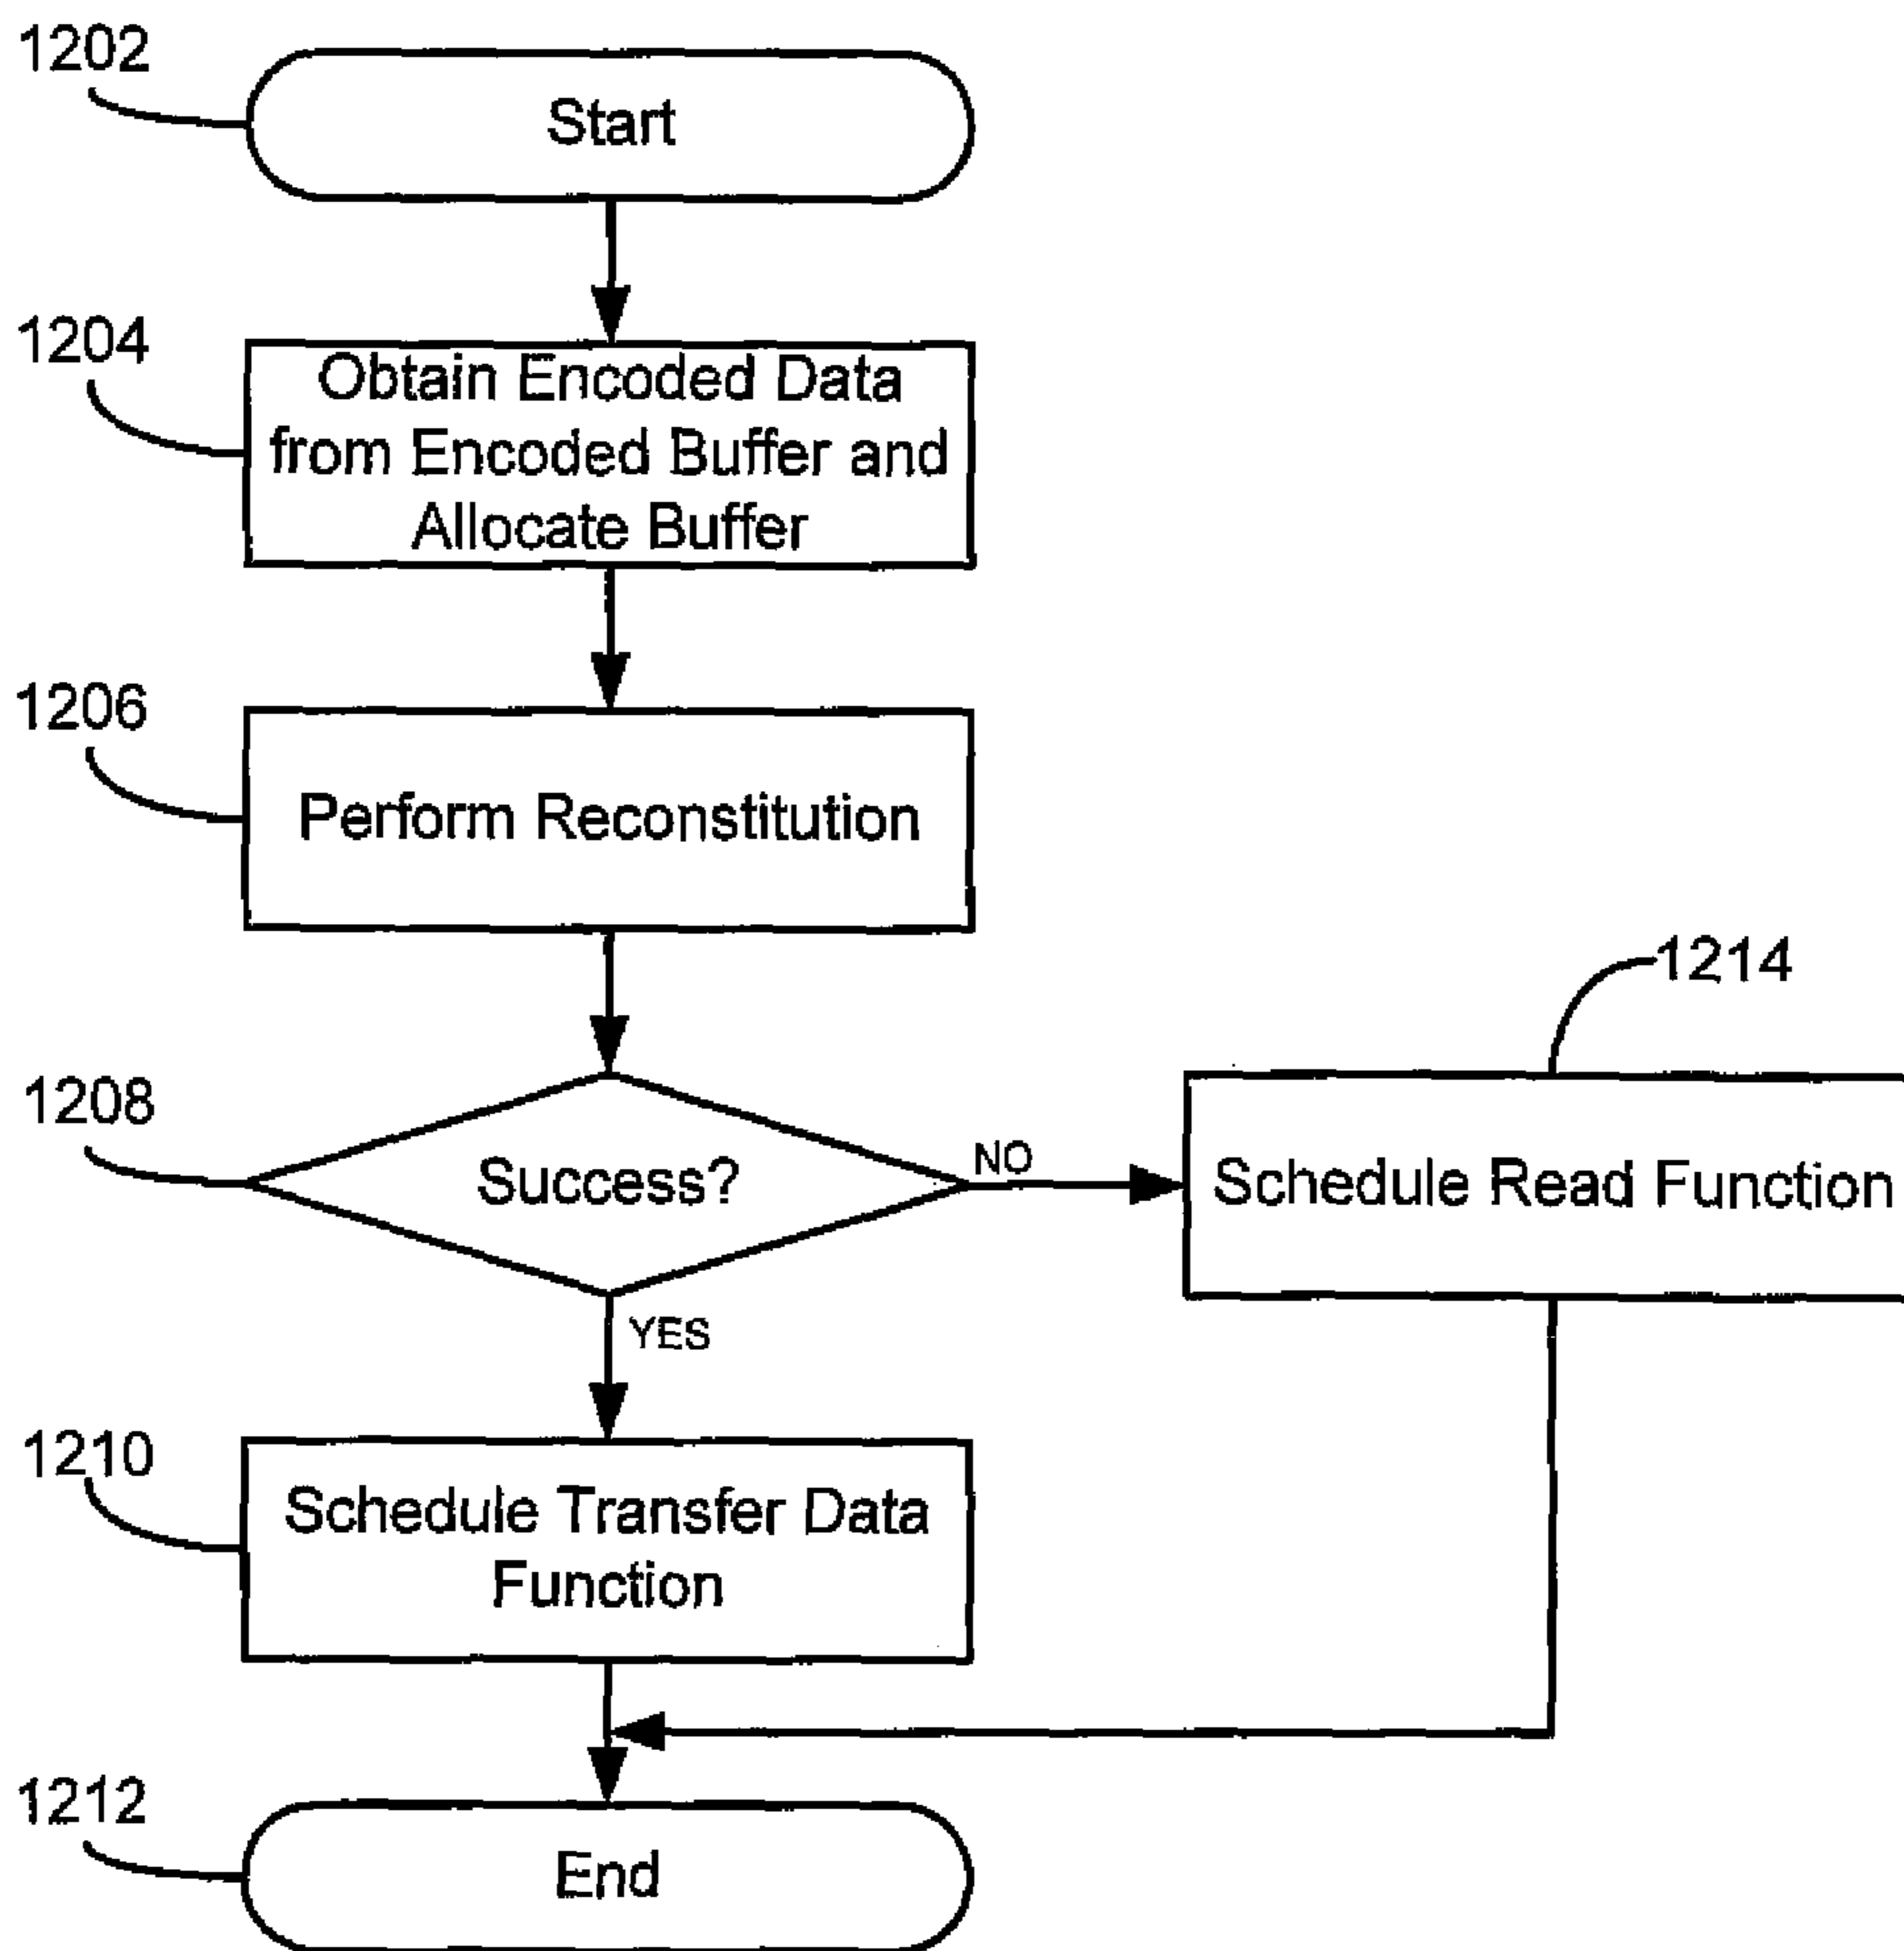 1202
Start
1204
Obtain Encoded Data
from Encoded Buffer and
Allocate Buffer
1206
Perform Reconstitution
1214
1208
Success?
NO
Schedule Read Function
YES
1210
Schedule Transfer Data
Function
1212
End